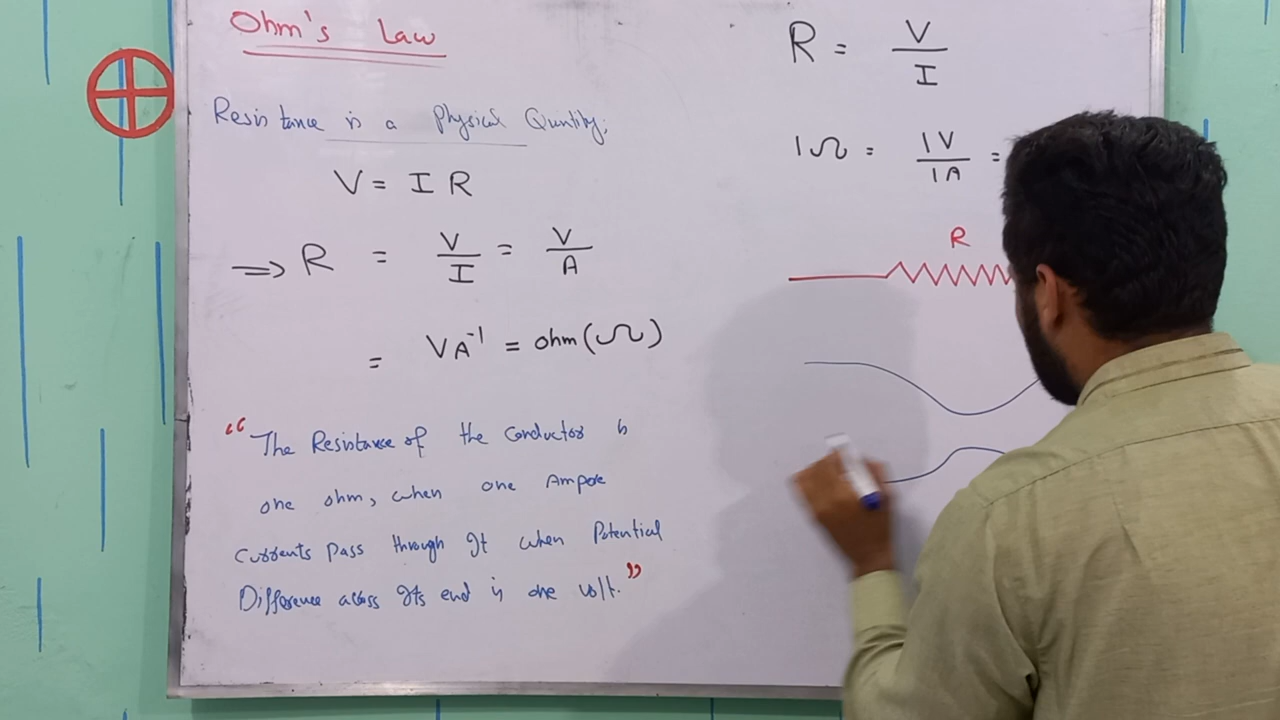 Ohm's Law
Resistance is a Physical Quintity,
V = I R
⇒ R = V/I = V/A
= VA⁻¹ = ohm (Ω)
“The Resistance of the Conductor is
one ohm, when one Ampere
Currents pass through It when Potential
Difference across Its end is one volt.”
R = V/I
1Ω = 1V/1A =
R